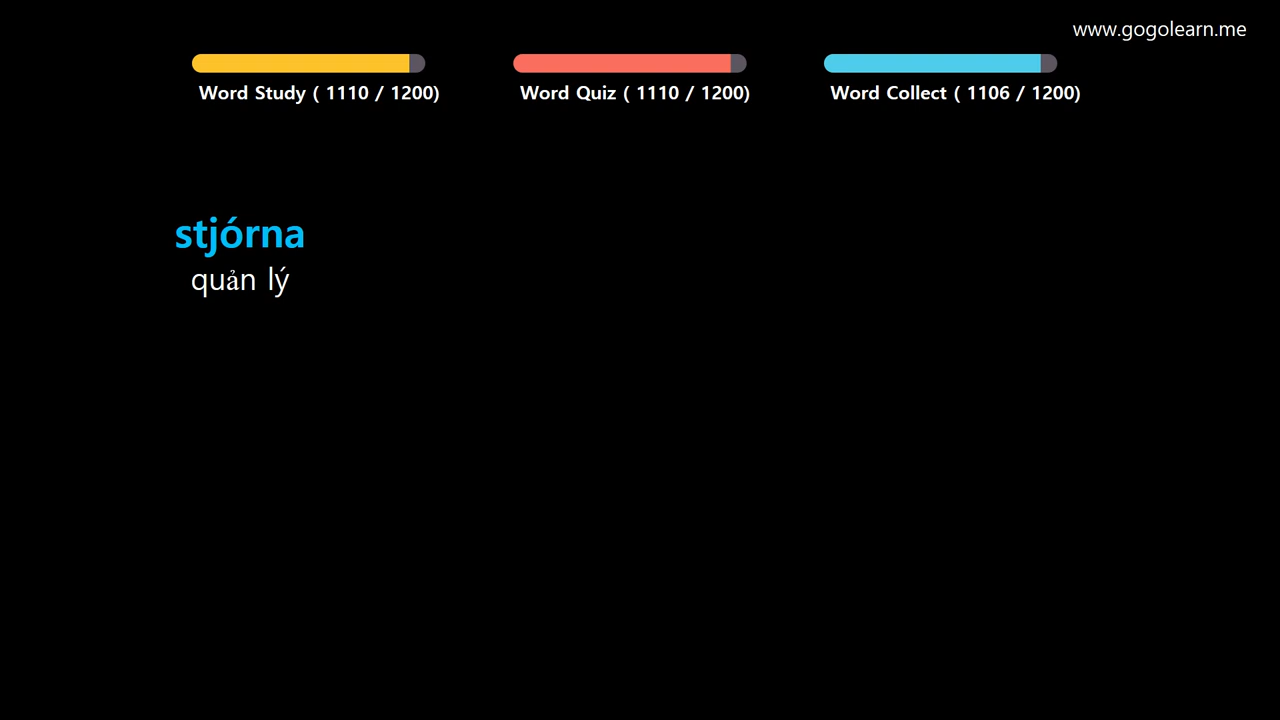 www.gogolearn.me
Word Study ( 1110 / 1200)
Word Quiz ( 1110 / 1200)
Word Collect ( 1106 / 1200)
stjórna
quản lý